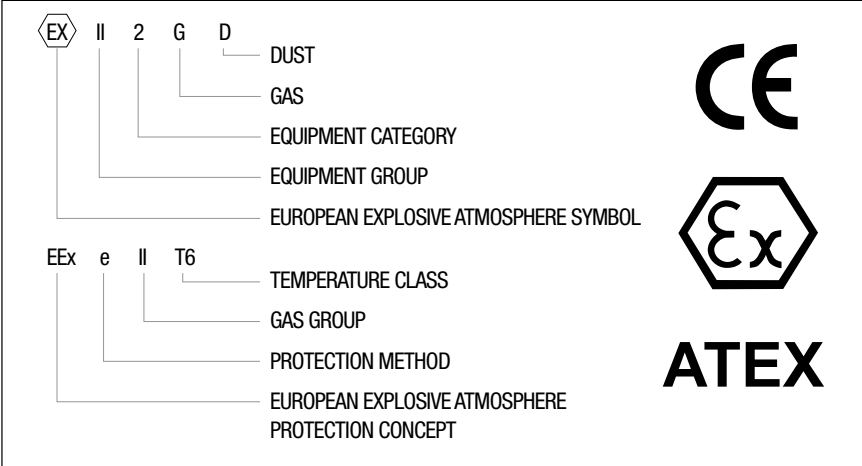 EX II 2 G D
DUST
GAS
EQUIPMENT CATEGORY
EQUIPMENT GROUP
EUROPEAN EXPLOSIVE ATMOSPHERE SYMBOL
EEx e II T6
TEMPERATURE CLASS
GAS GROUP
PROTECTION METHOD
EUROPEAN EXPLOSIVE ATMOSPHERE
PROTECTION CONCEPT
CE
Ex
ATEX